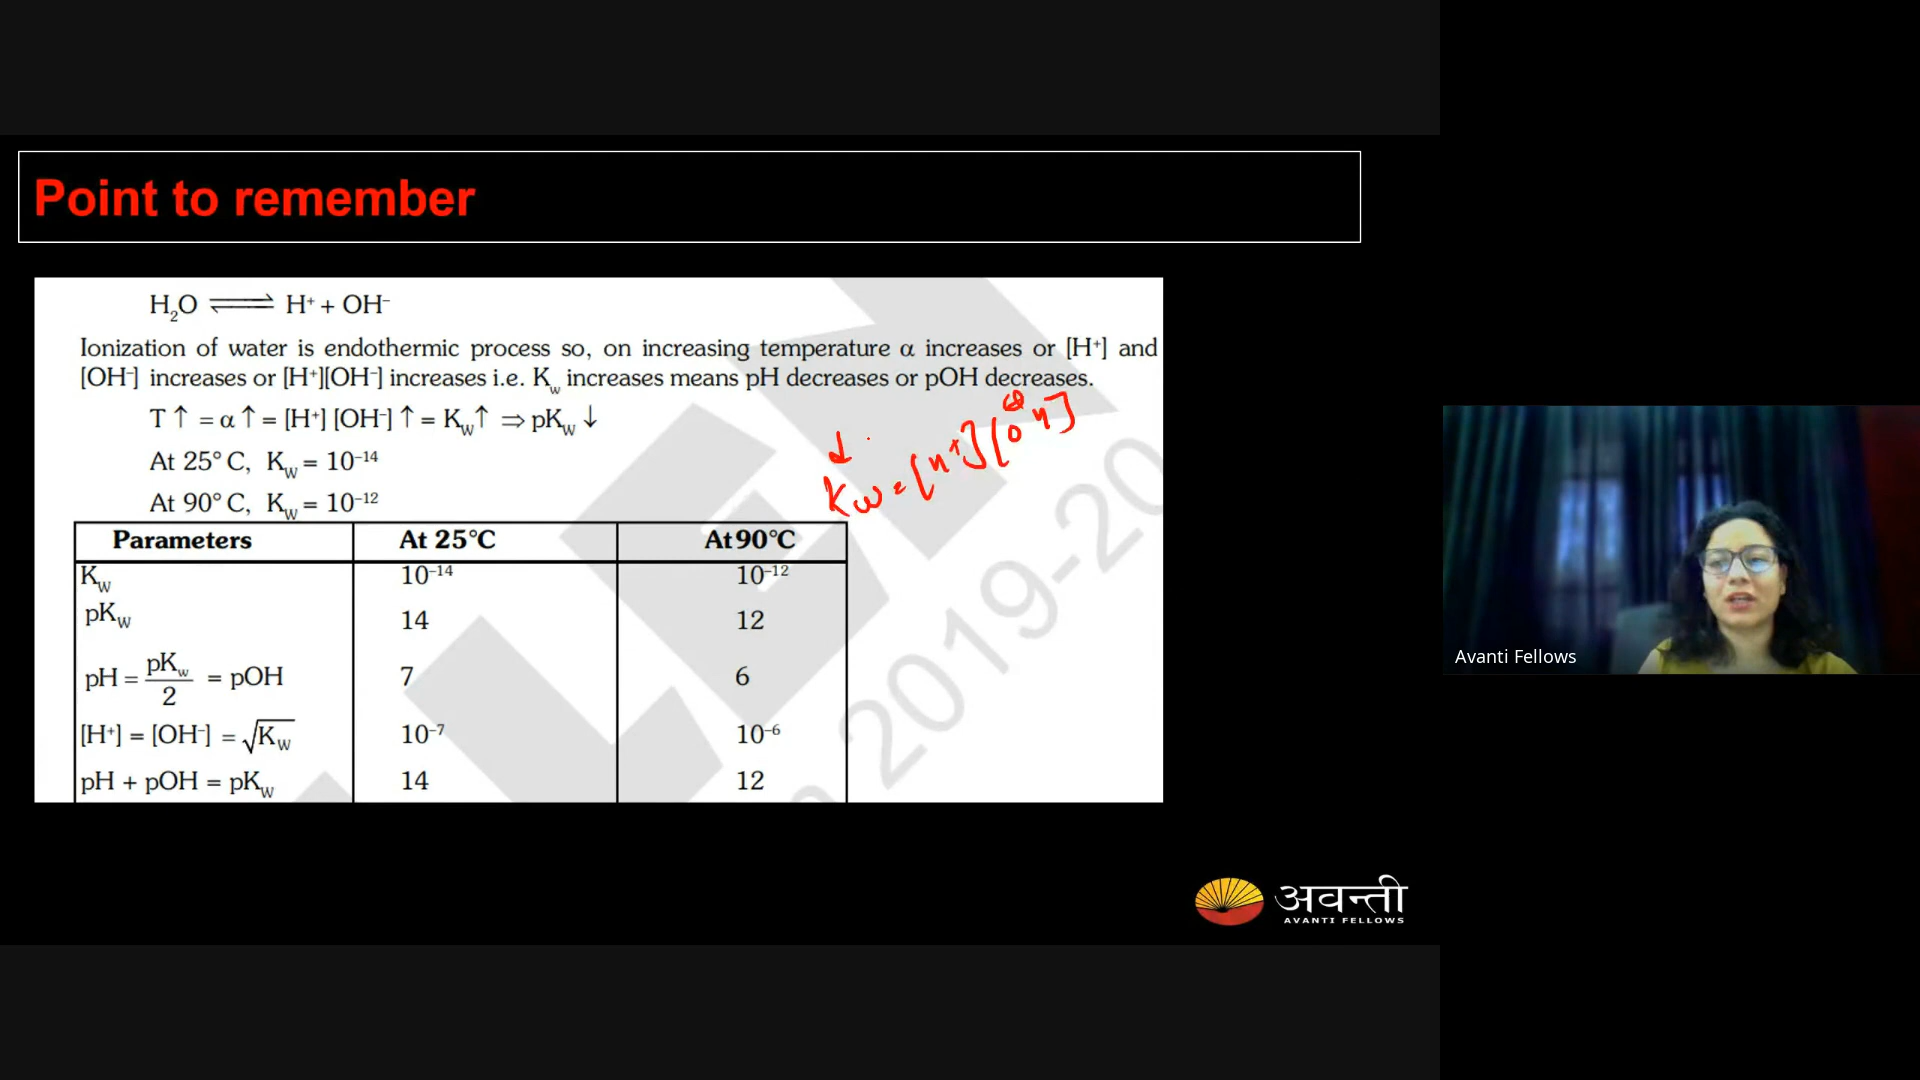 Point to remember
H₂O ⇌ H⁺ + OH⁻
Ionization of water is endothermic process so, on increasing temperature α increases or [H⁺] and
[OH⁻] increases or [H⁺][OH⁻] increases i.e. K_w increases means pH decreases or pOH decreases.
T ↑ = α ↑ = [H⁺] [OH⁻] ↑ = K_W ↑ ⇒ pK_W ↓
At 25° C, K_W = 10⁻¹⁴
At 90° C, K_W = 10⁻¹²
Parameters At 25°C At 90°C
K_W 10⁻¹⁴ 10⁻¹²
pK_W 14 12
pH = pK_w/2 = pOH 7 6
[H⁺] = [OH⁻] = √K_W 10⁻⁷ 10⁻⁶
pH + pOH = pK_W 14 12
2019-20
Avanti Fellows
अवन्ती
AVANTI FELLOWS